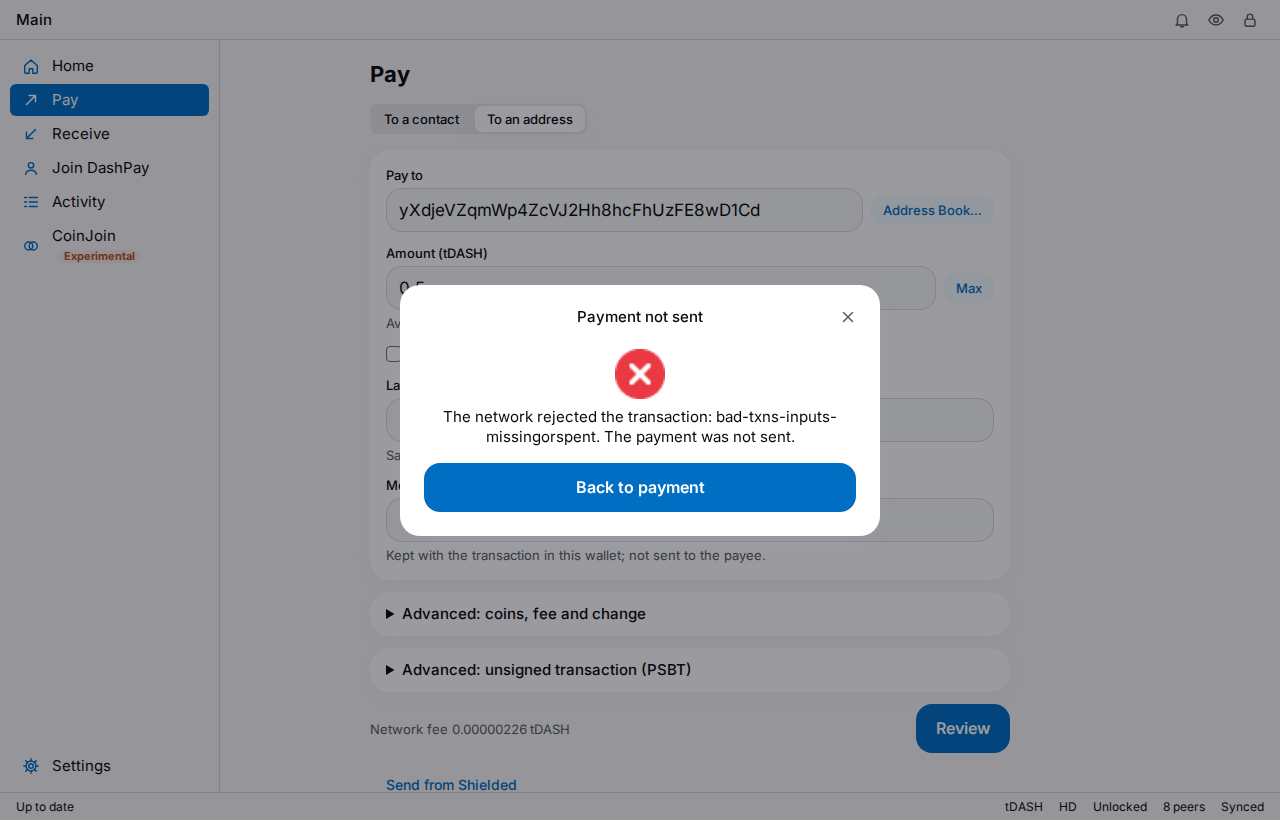 Main
Home
Pay
Receive
Join DashPay
Activity
CoinJoin
Experimental
Settings
Pay
To a contact
To an address
Pay to
yXdjeVZqmWp4ZcVJ2Hh8hcFhUzFE8wD1Cd
Address Book...
Amount (tDASH)
Max
Payment not sent
The network rejected the transaction: bad-txns-inputs-
missingorspent. The payment was not sent.
Back to payment
Kept with the transaction in this wallet; not sent to the payee.
Advanced: coins, fee and change
Advanced: unsigned transaction (PSBT)
Network fee 0.00000226 tDASH
Review
Send from Shielded
Up to date
tDASH
HD
Unlocked
8 peers
Synced